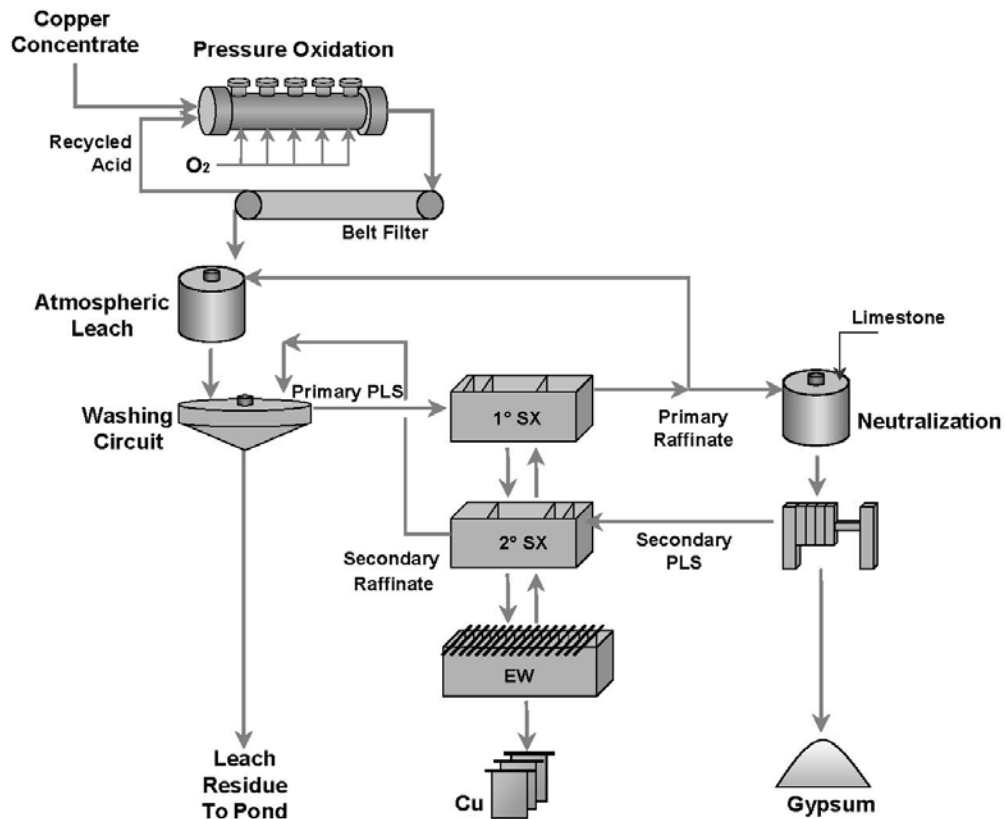 Copper
Concentrate
Pressure Oxidation
Recycled
Acid
O₂
Belt Filter
Atmospheric
Leach
Limestone
Primary PLS
1° SX
Primary
Raffinate
Washing
Circuit
Neutralization
2° SX
Secondary
Raffinate
Secondary
PLS
EW
Leach
Residue
To Pond
Cu
Gypsum